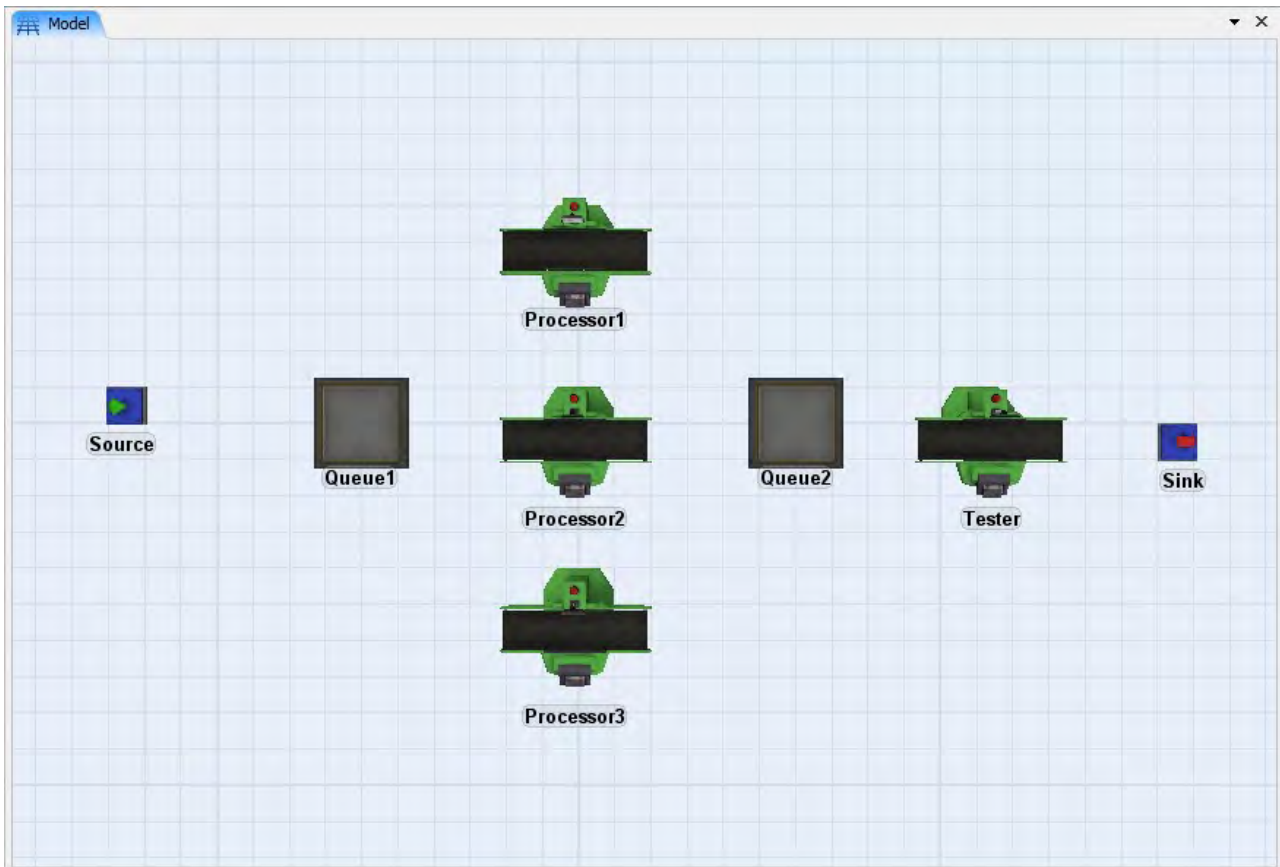 Model
Processor1
Source
Queue1
Queue2
Sink
Processor2
Tester
Processor3